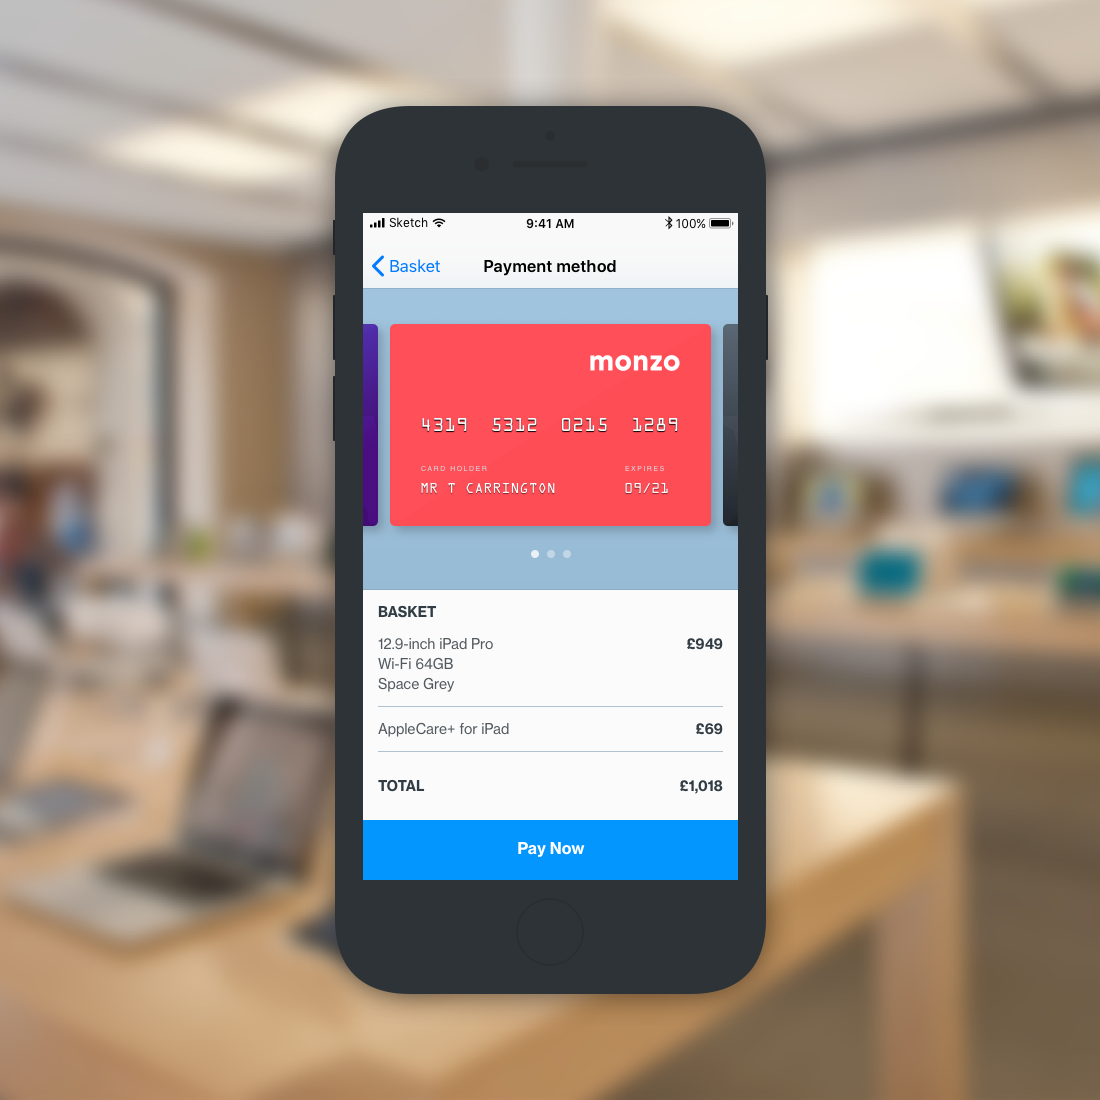 Sketch 9:41 AM 100%
Basket Payment method
monzo
4319 5312 0215 1289
CARD HOLDER EXPIRES
MR T CARRINGTON 09/21
BASKET
12.9-inch iPad Pro £949
Wi-Fi 64GB
Space Grey
AppleCare+ for iPad £69
TOTAL £1,018
Pay Now